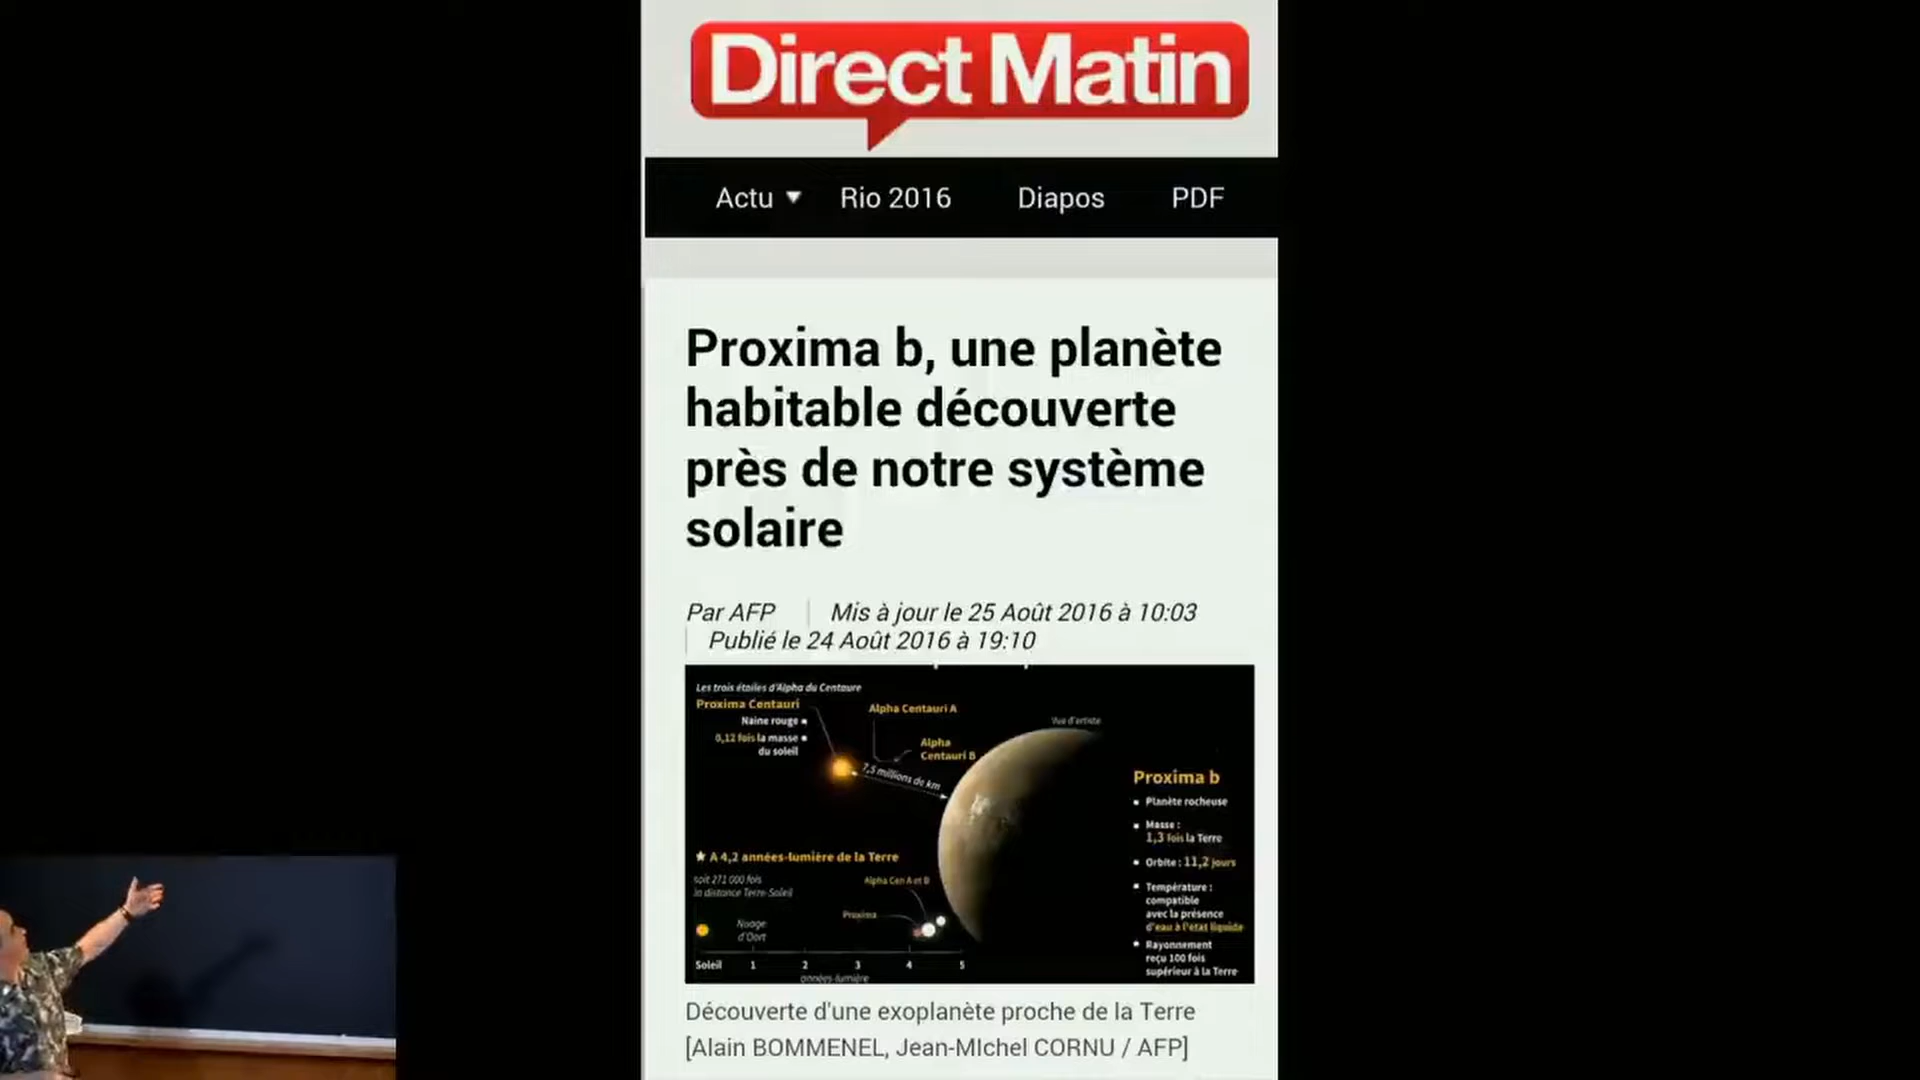 Direct Matin
Actu ▼ Rio 2016 Diapos PDF
Proxima b, une planète
habitable découverte
près de notre système
solaire
Par AFP Mis à jour le 25 Août 2016 à 10:03
Publié le 24 Août 2016 à 19:10
Les trois étoiles d'Alpha du Centaure
Proxima Centauri
Naine rouge
0,12 fois la masse
du soleil
Alpha Centauri A
Alpha
Centauri B
7,5 millions de km
Vue d'artiste
Proxima b
Planète rocheuse
Masse :
1,3 fois la Terre
Orbite : 11,2 jours
Température :
compatible
avec la présence
d'eau à l'état liquide
Rayonnement
reçu 100 fois
supérieur à la Terre
A 4,2 années-lumière de la Terre
soit 271 000 fois
la distance Terre-Soleil
Alpha Cen A et B
Proxima
Nuage
d'Oort
Soleil 1 2 3 4 5
années-lumière
Découverte d'une exoplanète proche de la Terre
[Alain BOMMENEL, Jean-MIchel CORNU / AFP]